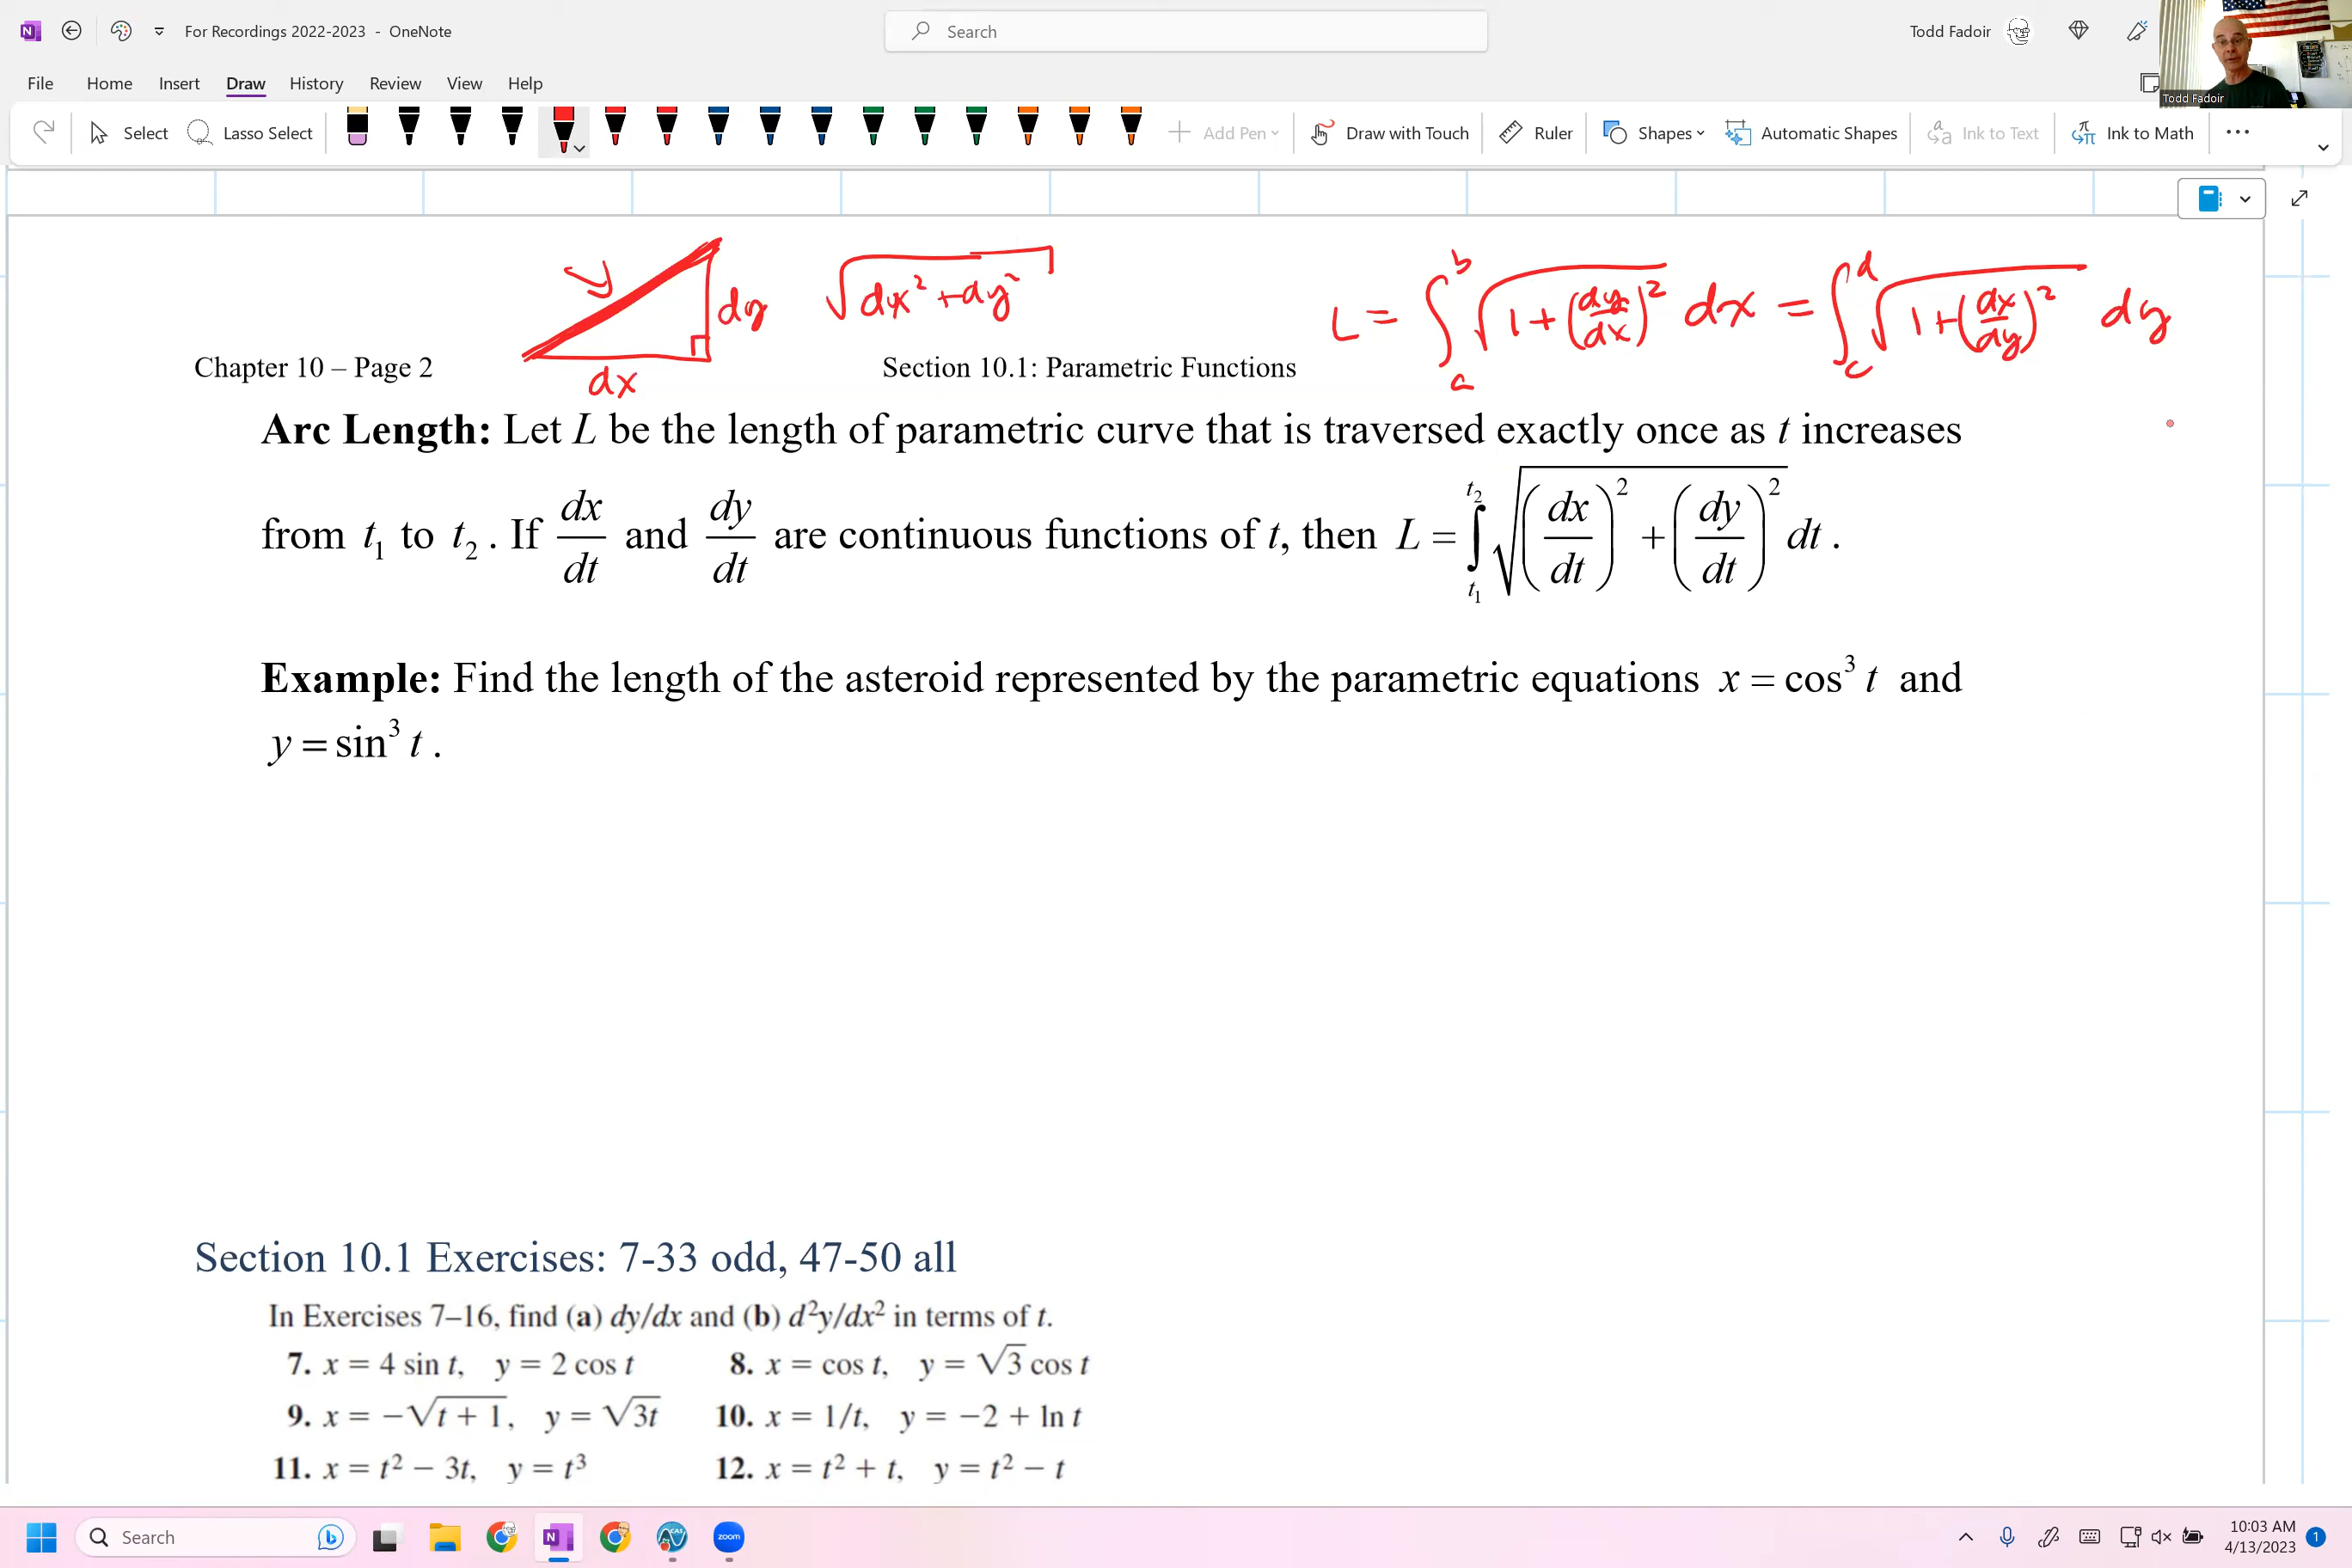 For Recordings 2022-2023 - OneNote
Search
Todd Fadoir
File Home Insert Draw History Review View Help
Todd Fadoir
Select Lasso Select Add Pen Draw with Touch Ruler Shapes Automatic Shapes Ink to Text Ink to Math
dy
dx
√(dx² + dy²)
L = ∫_a^b √(1 + (dy/dx)²) dx = ∫_c^d √(1 + (dx/dy)²) dy
Chapter 10 – Page 2
Section 10.1: Parametric Functions
Arc Length: Let L be the length of parametric curve that is traversed exactly once as t increases
from t₁ to t₂ . If dx/dt and dy/dt are continuous functions of t, then L = ∫_{t₁}^{t₂} √((dx/dt)² + (dy/dt)²) dt .
Example: Find the length of the asteroid represented by the parametric equations x = cos³ t and
y = sin³ t .
Section 10.1 Exercises: 7-33 odd, 47-50 all
In Exercises 7–16, find (a) dy/dx and (b) d²y/dx² in terms of t.
7. x = 4 sin t, y = 2 cos t
8. x = cos t, y = √3 cos t
9. x = −√(t + 1), y = √(3t)
10. x = 1/t, y = −2 + ln t
11. x = t² − 3t, y = t³
12. x = t² + t, y = t² − t
Search
zoom
10:03 AM
4/13/2023
1